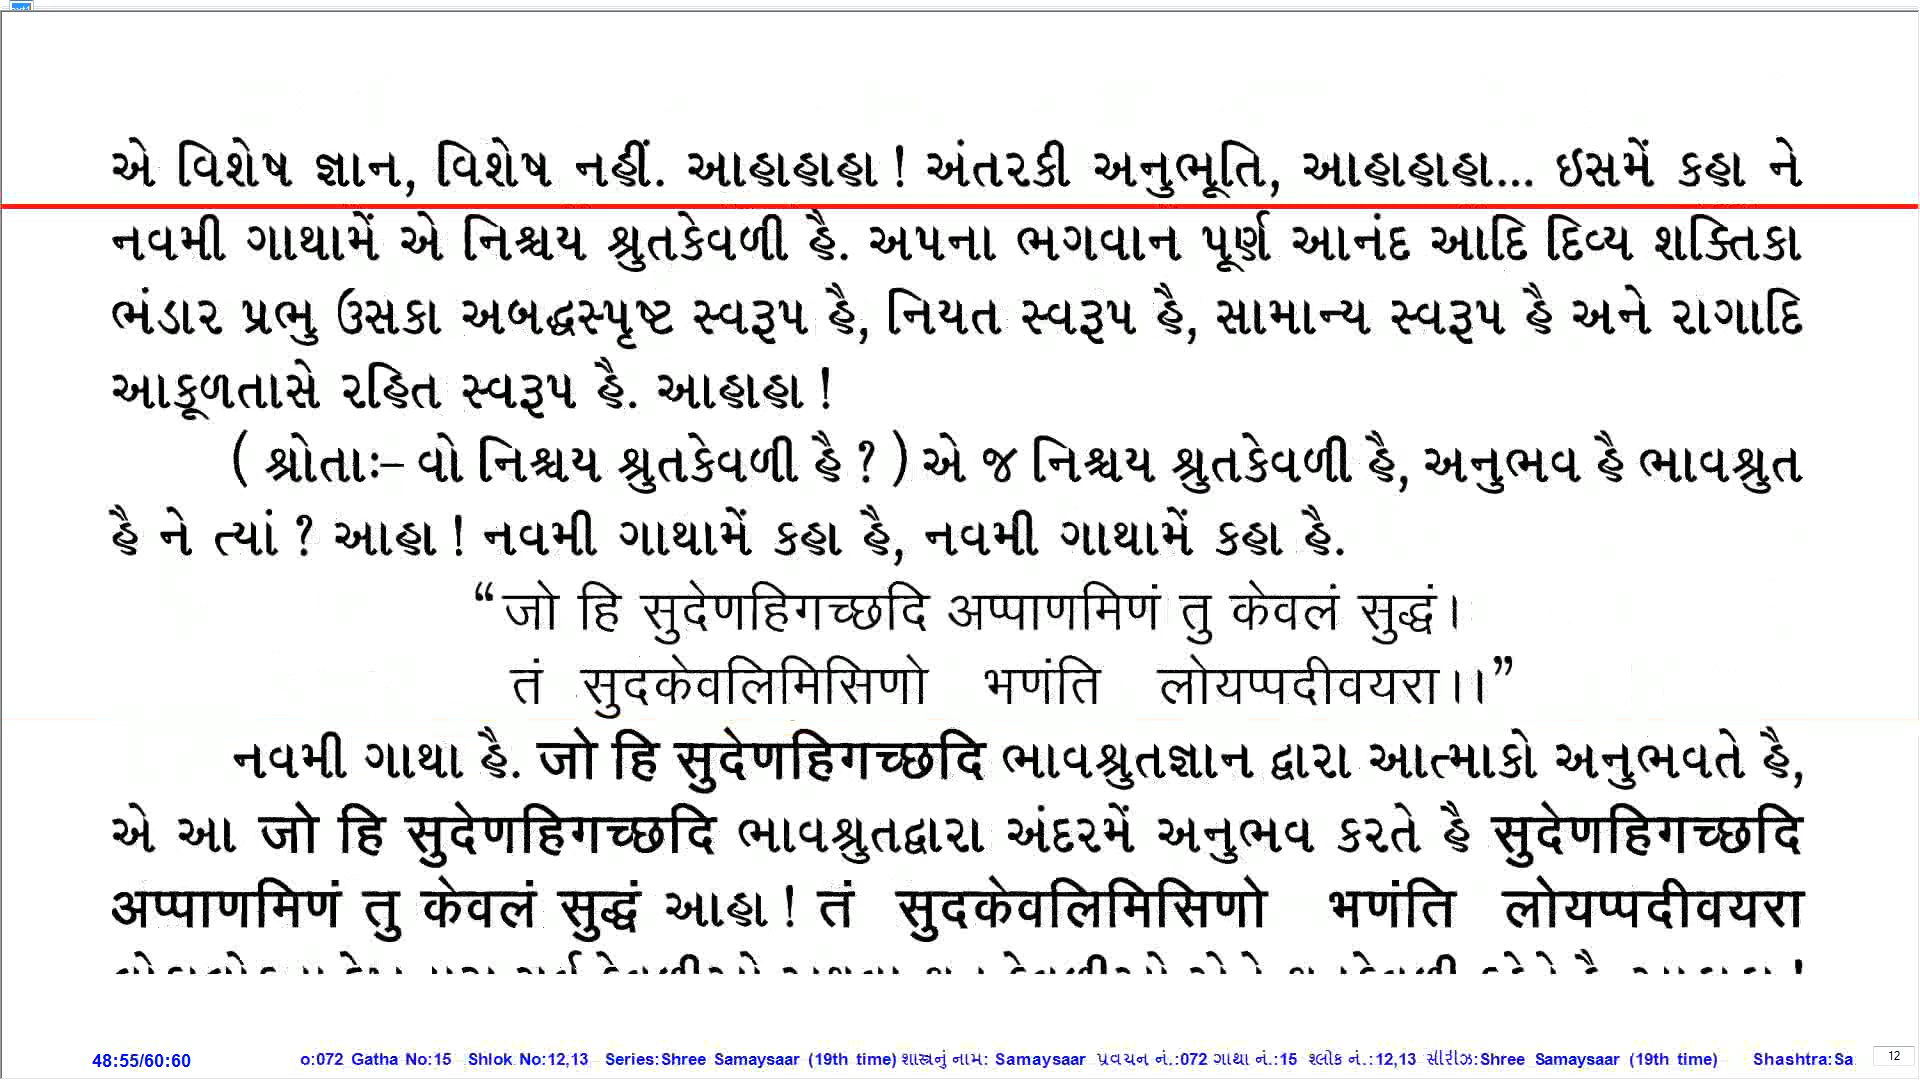 એ વિશેષ જ્ઞાન, વિશેષ નહીં. આહાહાહા! અંતરકી અનુભૂતિ, આહાહાહા... ઈસમેં કહા ને
નવમી ગાથામેં એ નિશ્ચય શ્રુતકેવળી હૈ. અપના ભગવાન પૂર્ણ આનંદ આદિ દિવ્ય શક્તિકા
ભંડાર પ્રભુ ઉસકા અબદ્ધસ્પૃષ્ટ સ્વરૂપ હૈ, નિયત સ્વરૂપ હૈ, સામાન્ય સ્વરૂપ હૈ અને રાગાદિ
આકૂળતાસે રહિત સ્વરૂપ હૈ. આહાહા!
(શ્રોતાઃ– વો નિશ્ચય શ્રુતકેવળી હૈ?) એ જ નિશ્ચય શ્રુતકેવળી હૈ, અનુભવ હૈ ભાવશ્રુત
હૈ ને ત્યાં? આહા! નવમી ગાથામેં કહા હૈ, નવમી ગાથામેં કહા હૈ.
“जो हि सुदेणहिगच्छदि अप्पाणमिणं तु केवलं सुद्धं।
तं सुदकेवलिमिसिणो भणंति लोयप्पदीवयरा।।”
નવમી ગાથા હૈ. जो हि सुदेणहिगच्छदि ભાવશ્રુતજ્ઞાન દ્વારા આત્માકો અનુભવતે હૈ,
એ આ जो हि सुदेणहिगच्छदि ભાવશ્રુતદ્વારા અંદરમેં અનુભવ કરતે હૈ सुदेणहिगच्छदि
अप्पाणमिणं तु केवलं सुद्धं આહા! तं सुदकेवलिमिसिणो भणंति लोयप्पदीवयरा
48:55/60:60 o:072 Gatha No:15 Shlok No:12,13 Series:Shree Samaysaar (19th time) શાસ્ત્રનું નામ: Samaysaar પ્રવચન નં.:072 ગાથા નં.:15 શ્લોક નં.:12,13 સીરીઝ:Shree Samaysaar (19th time) Shashtra:Sa 12